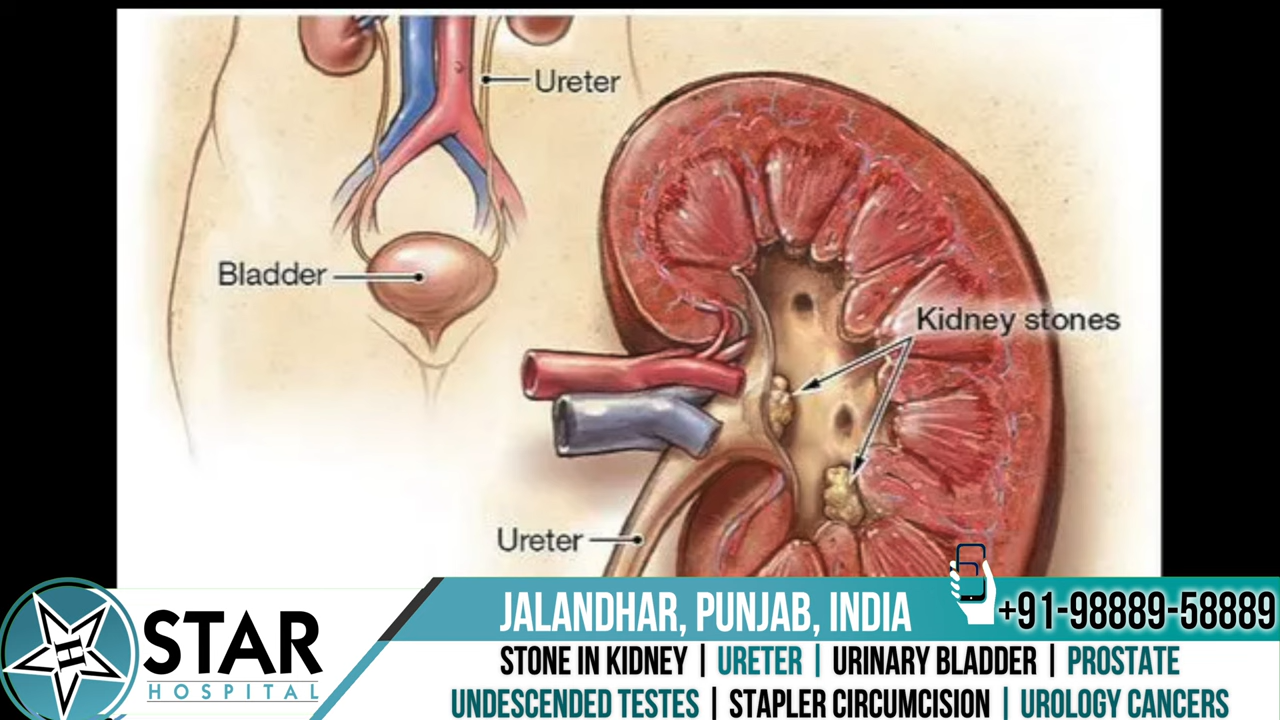 Ureter
Bladder
Kidney stones
Ureter
STAR
HOSPITAL
JALANDHAR, PUNJAB, INDIA
+91-98889-58889
STONE IN KIDNEY | URETER | URINARY BLADDER | PROSTATE
UNDESCENDED TESTES | STAPLER CIRCUMCISION | UROLOGY CANCERS